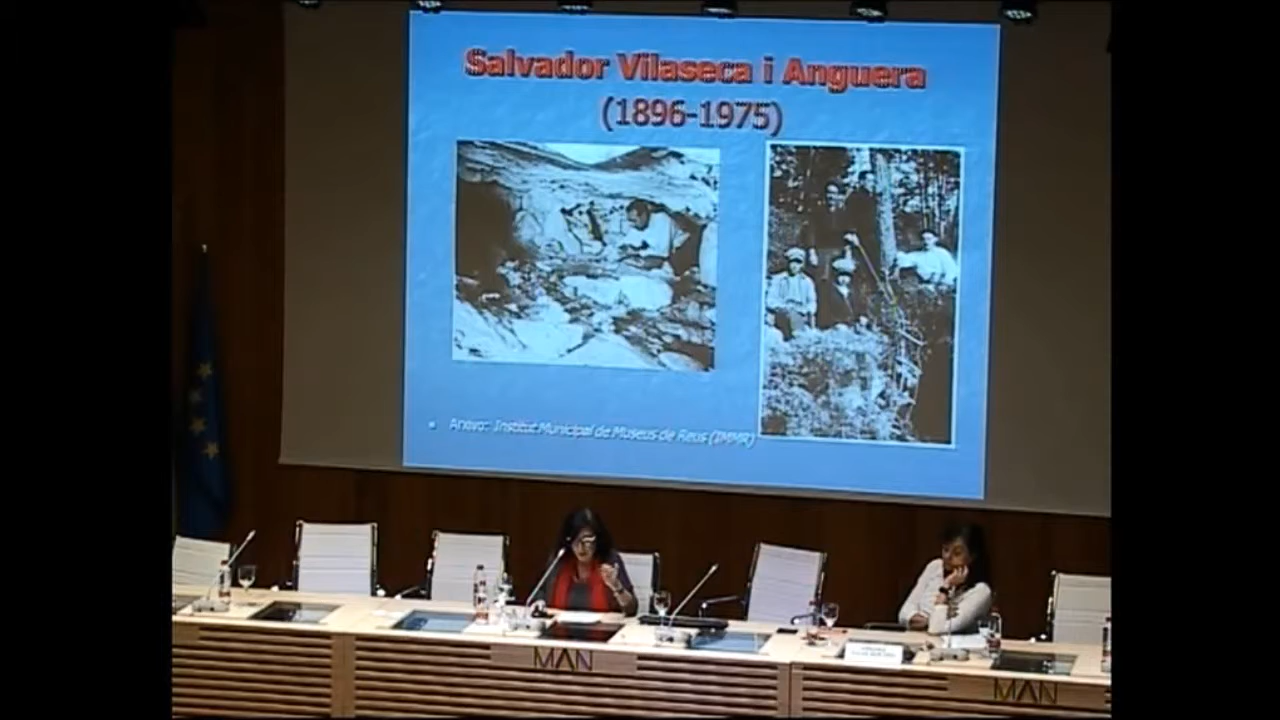 Salvador Vilaseca i Anguera
(1896-1975)
Arxiu: Institut Municipal de Museus de Reus (IMMR)
MAN
MAN